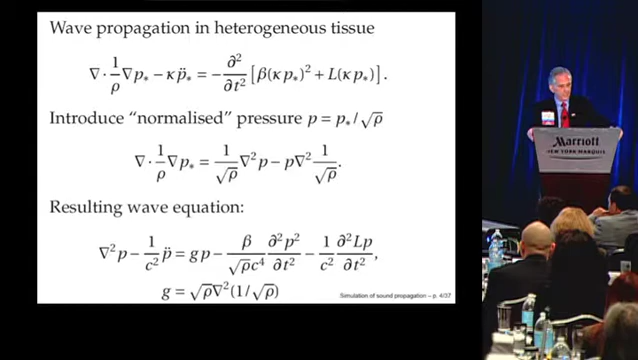 Wave propagation in heterogeneous tissue
∇ · 1/ρ ∇p∗ − κp̈∗ = − ∂²/∂t² [β(κp∗)² + L(κp∗)] .
Introduce “normalised” pressure p = p∗/√ρ
∇ · 1/ρ ∇p∗ = 1/√ρ ∇²p − p∇² 1/√ρ .
Resulting wave equation:
∇²p − 1/c² p̈ = gp − β/(√ρc⁴) ∂²p²/∂t² − 1/c² ∂²Lp/∂t² ,
g = √ρ∇²(1/√ρ)
Simulation of sound propagation – p. 4/37
Marriott
NEW YORK MARQUIS